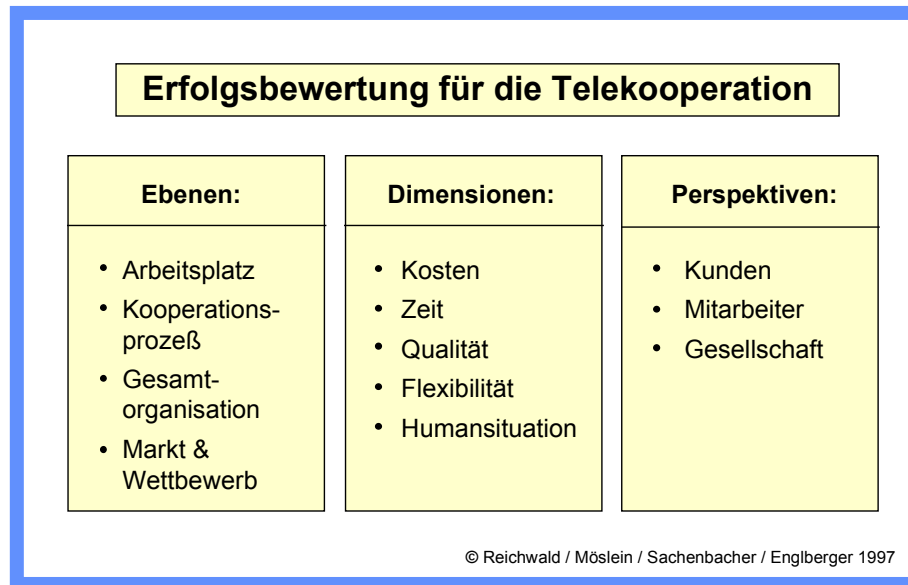 Erfolgsbewertung für die Telekooperation
Ebenen:
• Arbeitsplatz
• Kooperations-
prozeß
• Gesamt-
organisation
• Markt &
Wettbewerb
Dimensionen:
• Kosten
• Zeit
• Qualität
• Flexibilität
• Humansituation
Perspektiven:
• Kunden
• Mitarbeiter
• Gesellschaft
© Reichwald / Möslein / Sachenbacher / Englberger 1997